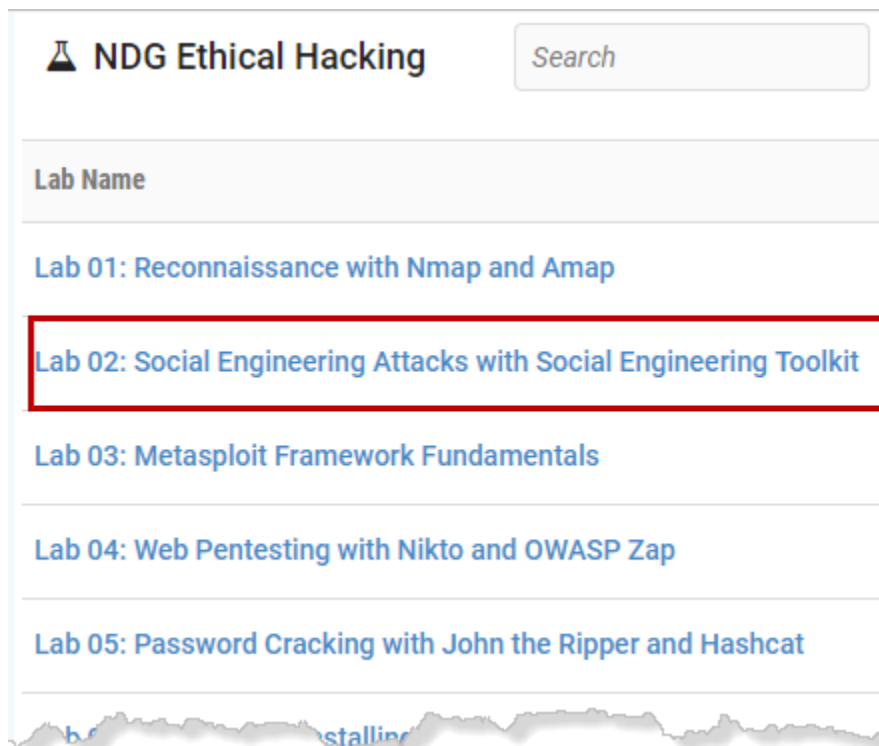 NDG Ethical Hacking
Search
Lab Name
Lab 01: Reconnaissance with Nmap and Amap
Lab 02: Social Engineering Attacks with Social Engineering Toolkit
Lab 03: Metasploit Framework Fundamentals
Lab 04: Web Pentesting with Nikto and OWASP Zap
Lab 05: Password Cracking with John the Ripper and Hashcat